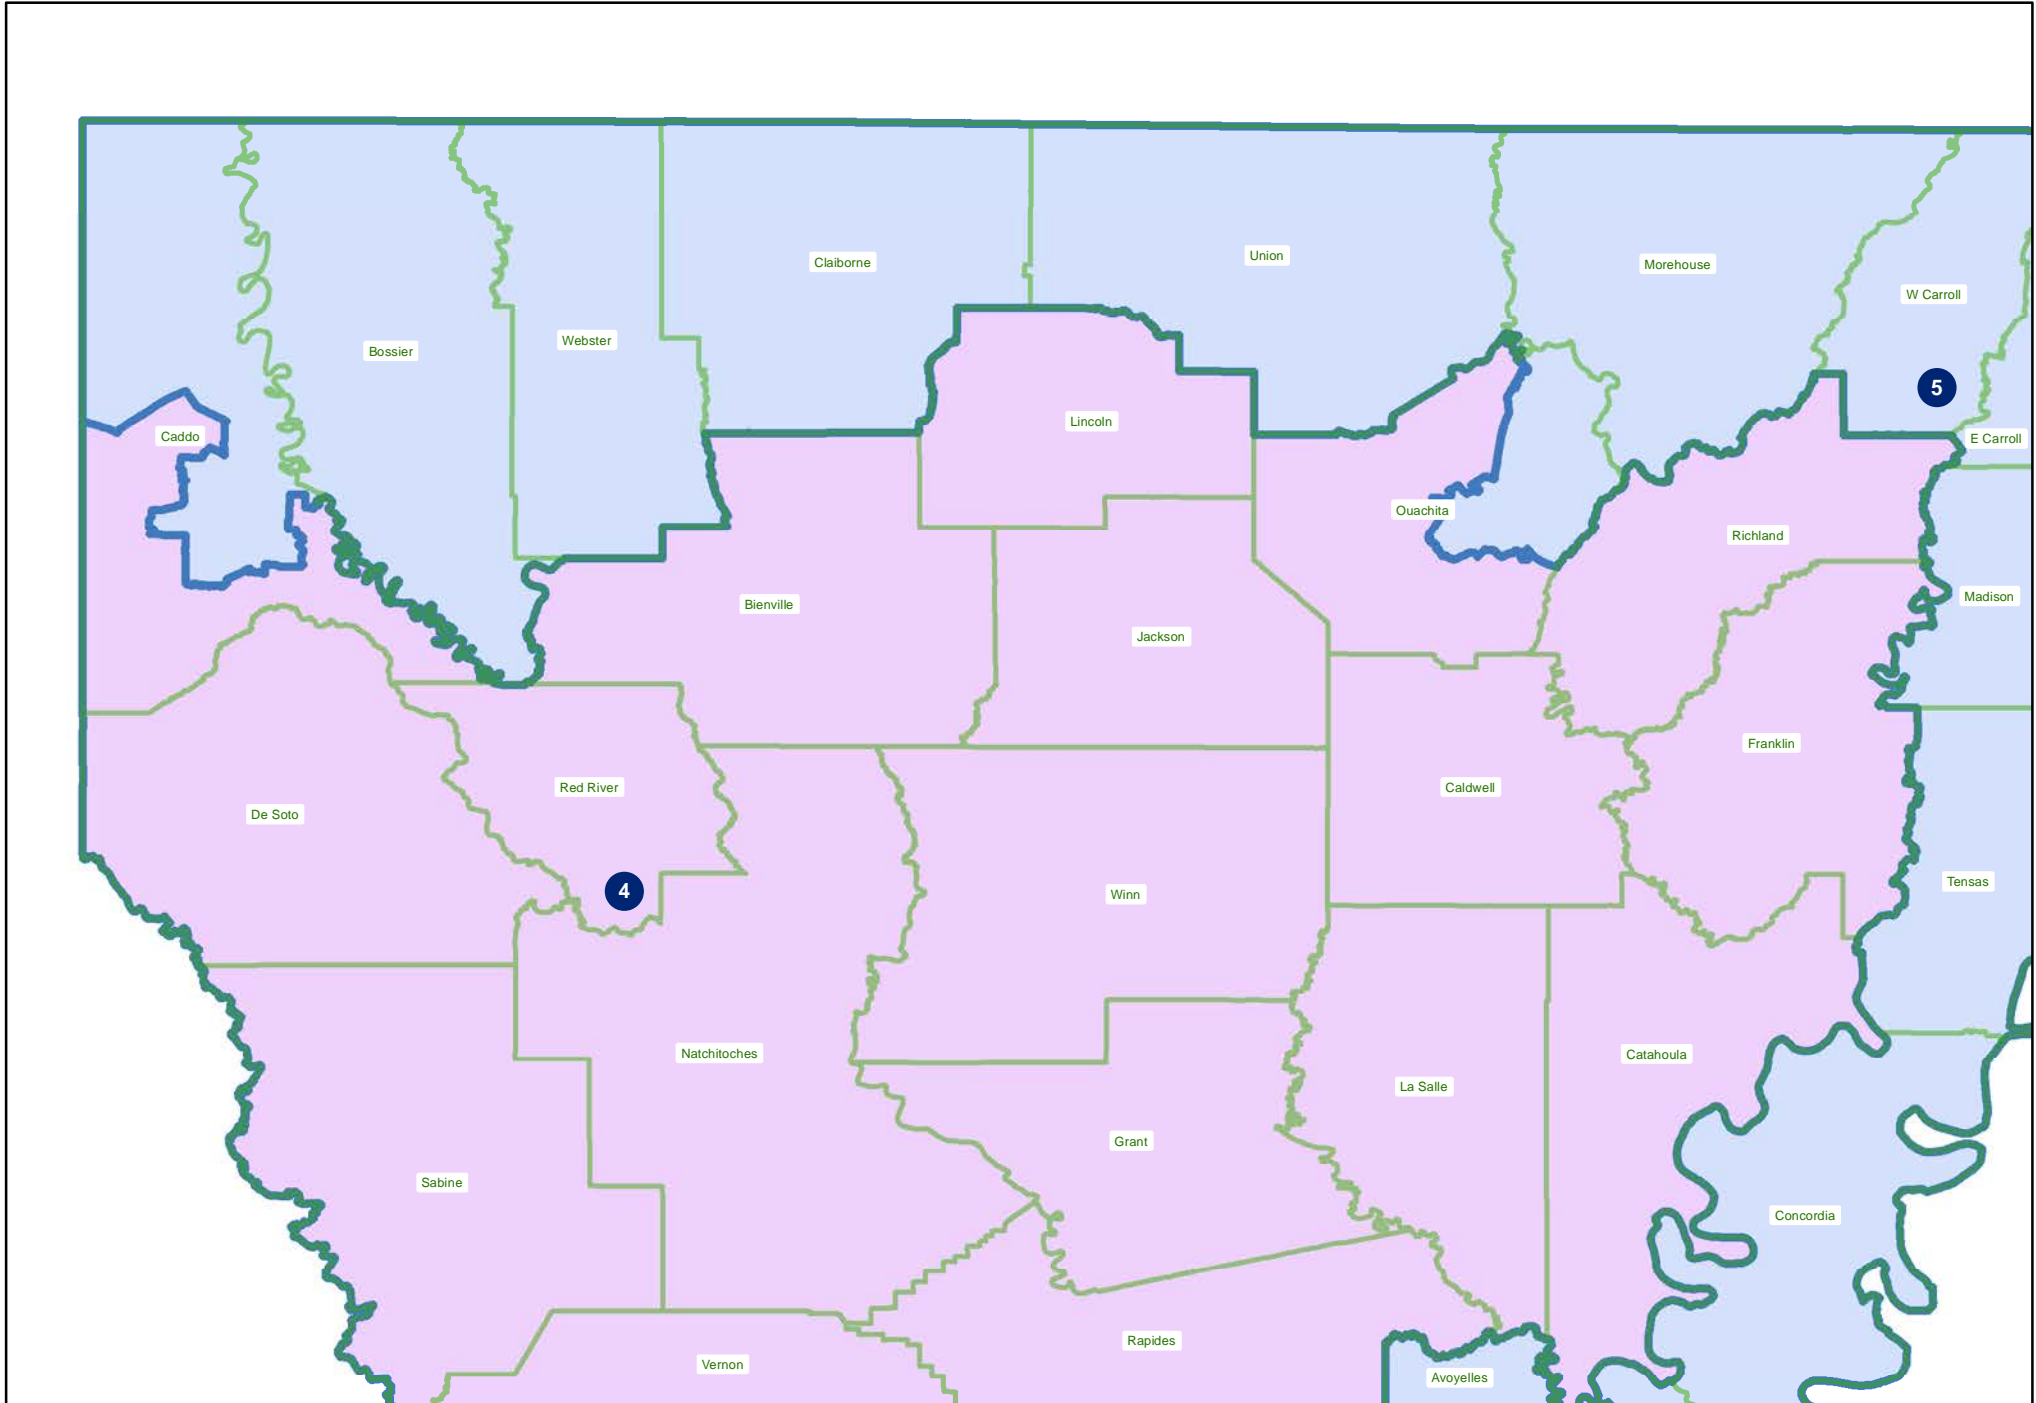 Union
Claiborne
Morehouse
W Carroll
Webster
Bossier
5
Lincoln
Caddo
E Carroll
Ouachita
Richland
Madison
Bienville
Jackson
Franklin
Red River
Caldwell
De Soto
Tensas
4
Winn
Natchitoches
Catahoula
La Salle
Grant
Sabine
Concordia
Rapides
Vernon
Avoyelles